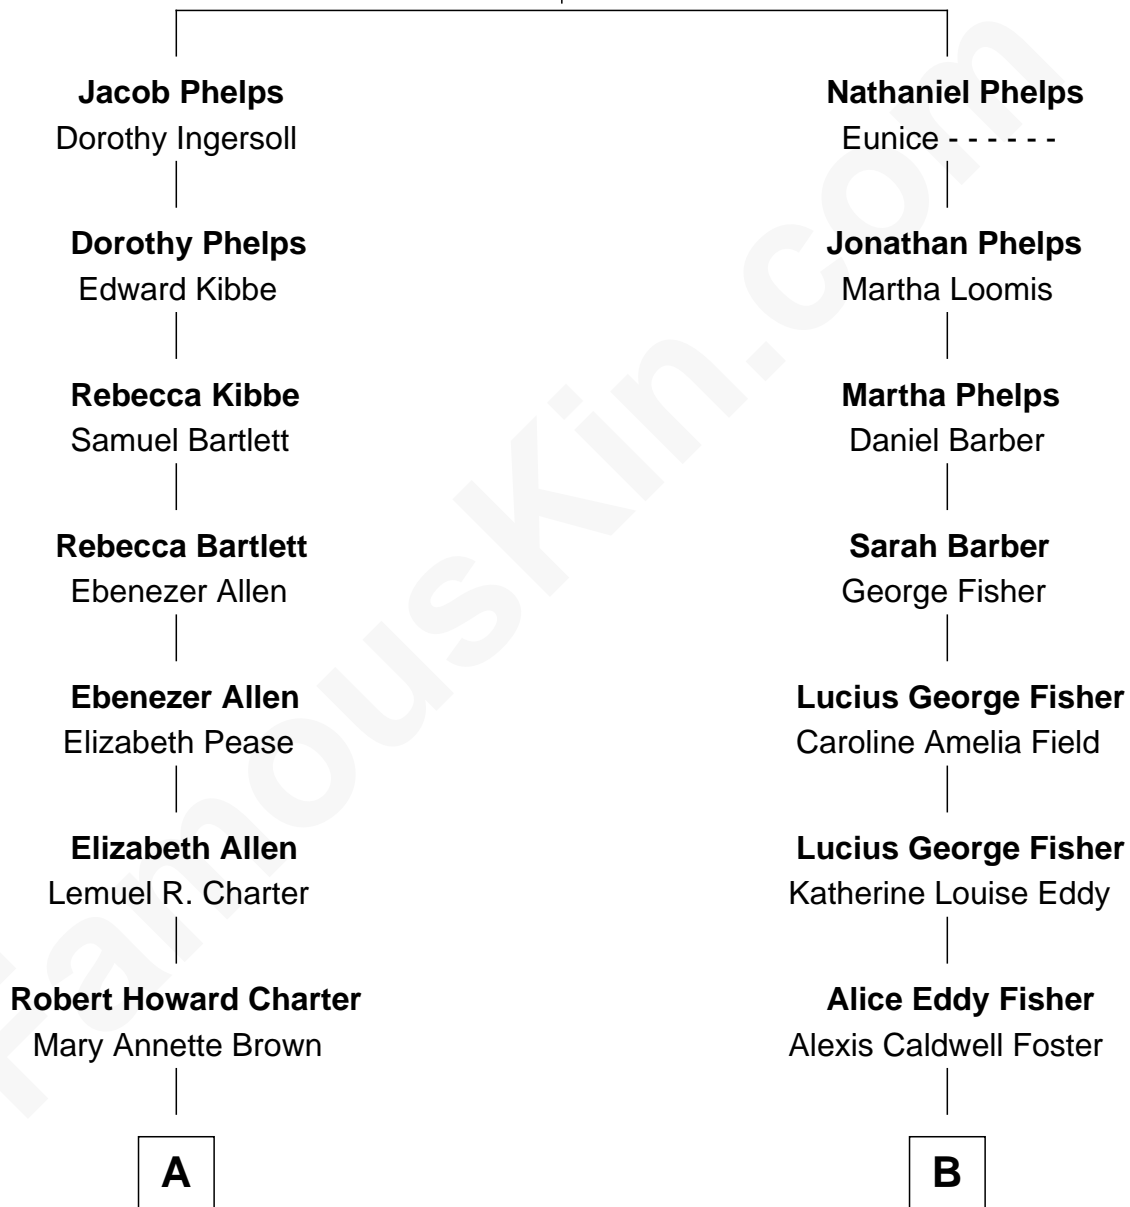 Jacob Phelps
Dorothy Ingersoll
Nathaniel Phelps
Eunice - - - - - -
Dorothy Phelps
Edward Kibbe
Jonathan Phelps
Martha Loomis
Rebecca Kibbe
Samuel Bartlett
Martha Phelps
Daniel Barber
Rebecca Bartlett
Ebenezer Allen
Sarah Barber
George Fisher
Ebenezer Allen
Elizabeth Pease
Lucius George Fisher
Caroline Amelia Field
Elizabeth Allen
Lemuel R. Charter
Lucius George Fisher
Katherine Louise Eddy
Robert Howard Charter
Mary Annette Brown
Alice Eddy Fisher
Alexis Caldwell Foster
A
B
FamousKin.com